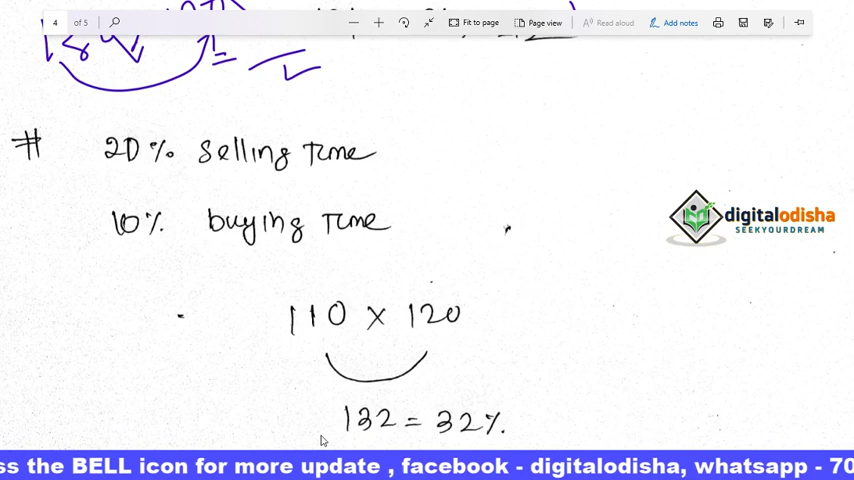 4 of 5 Fit to page Page view Read aloud Add notes
# 20% selling Time
10% buying Time
digitalodisha
SEEKYOURDREAM
110 x 120
132 = 32%.
ss the BELL icon for more update , facebook - digitalodisha, whatsapp - 70